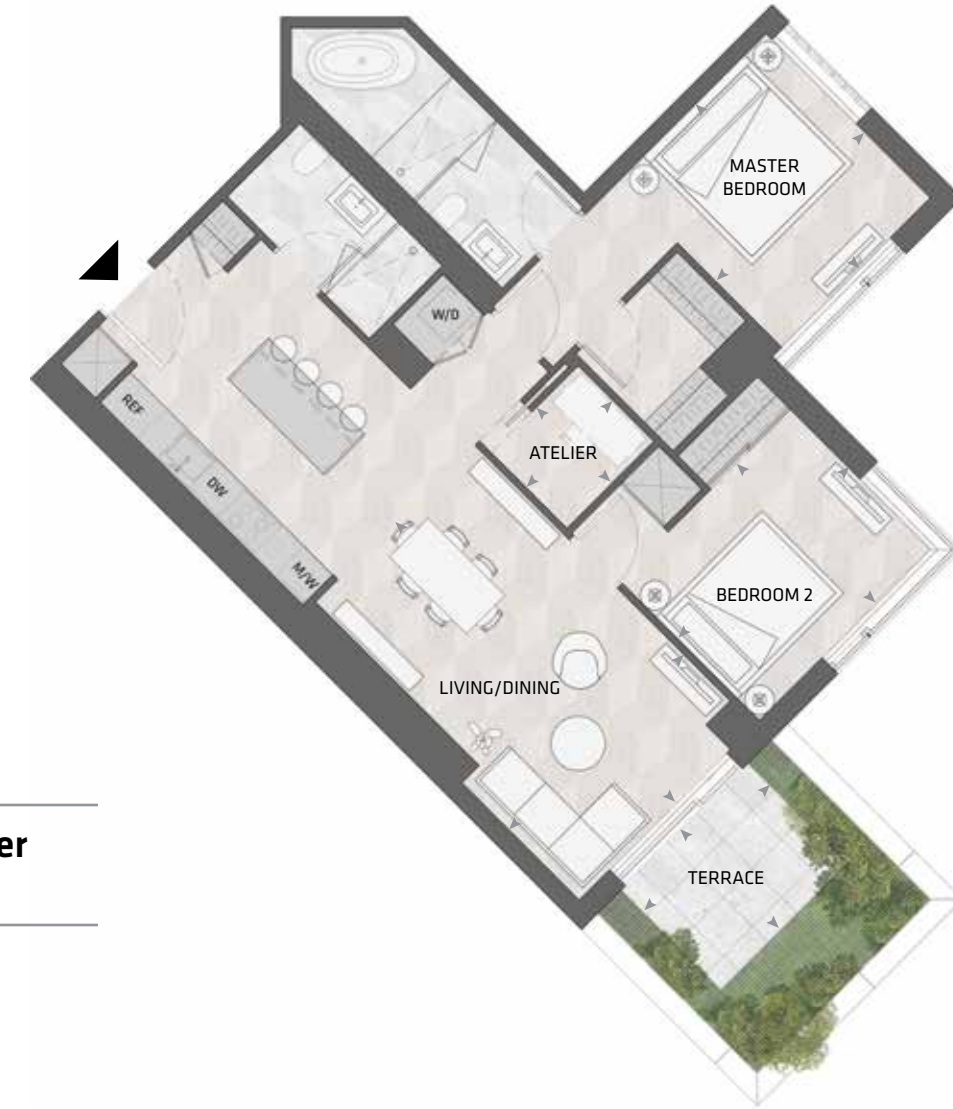 MASTER
BEDROOM
W/D
REF
ATELIER
DW
M/W
BEDROOM 2
LIVING/DINING
er
TERRACE